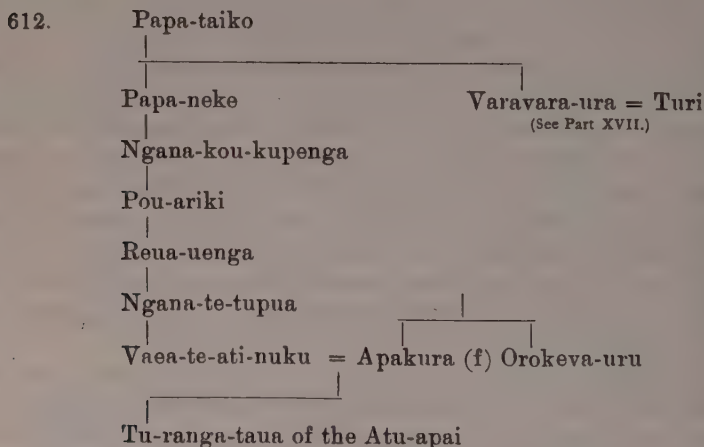 612. Papa-taiko
Papa-neke Varavara-ura = Turi
(See Part XVII.)
Ngana-kou-kupenga
Pou-ariki
Reua-uenga
Ngana-te-tupua
Vaea-te-ati-nuku = Apakura (f) Orokeva-uru
Tu-ranga-taua of the Atu-apai